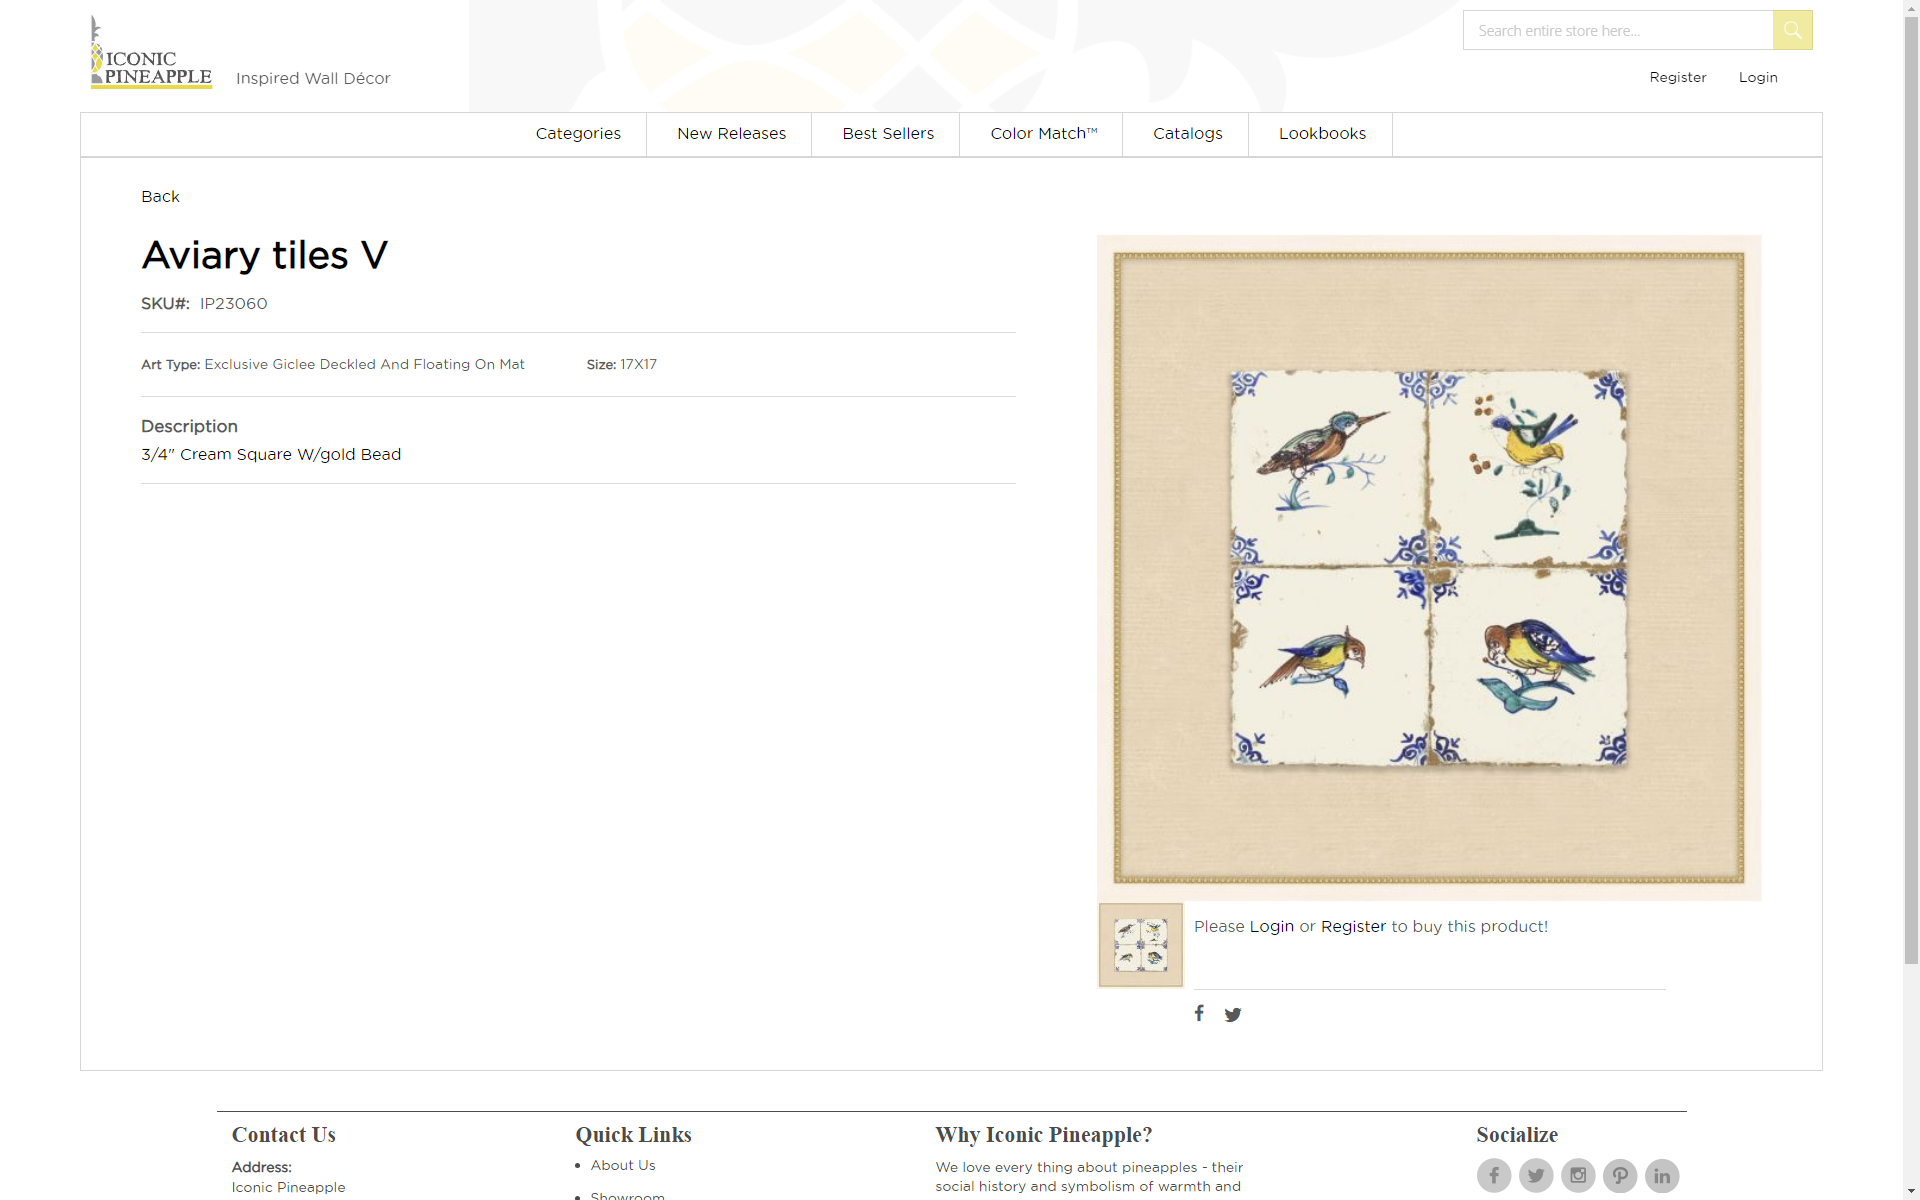 ICONIC
PINEAPPLE
Inspired Wall Décor
Search entire store here...
Register
Login
Categories
New Releases
Best Sellers
Color Match™
Catalogs
Lookbooks
Back
Aviary tiles V
SKU#: IP23060
Art Type: Exclusive Giclee Deckled And Floating On Mat
Size: 17X17
Description
3/4" Cream Square W/gold Bead
Please Login or Register to buy this product!
Contact Us
Address:
Iconic Pineapple
Quick Links
About Us
Showroom
Why Iconic Pineapple?
We love every thing about pineapples - their
social history and symbolism of warmth and
Socialize